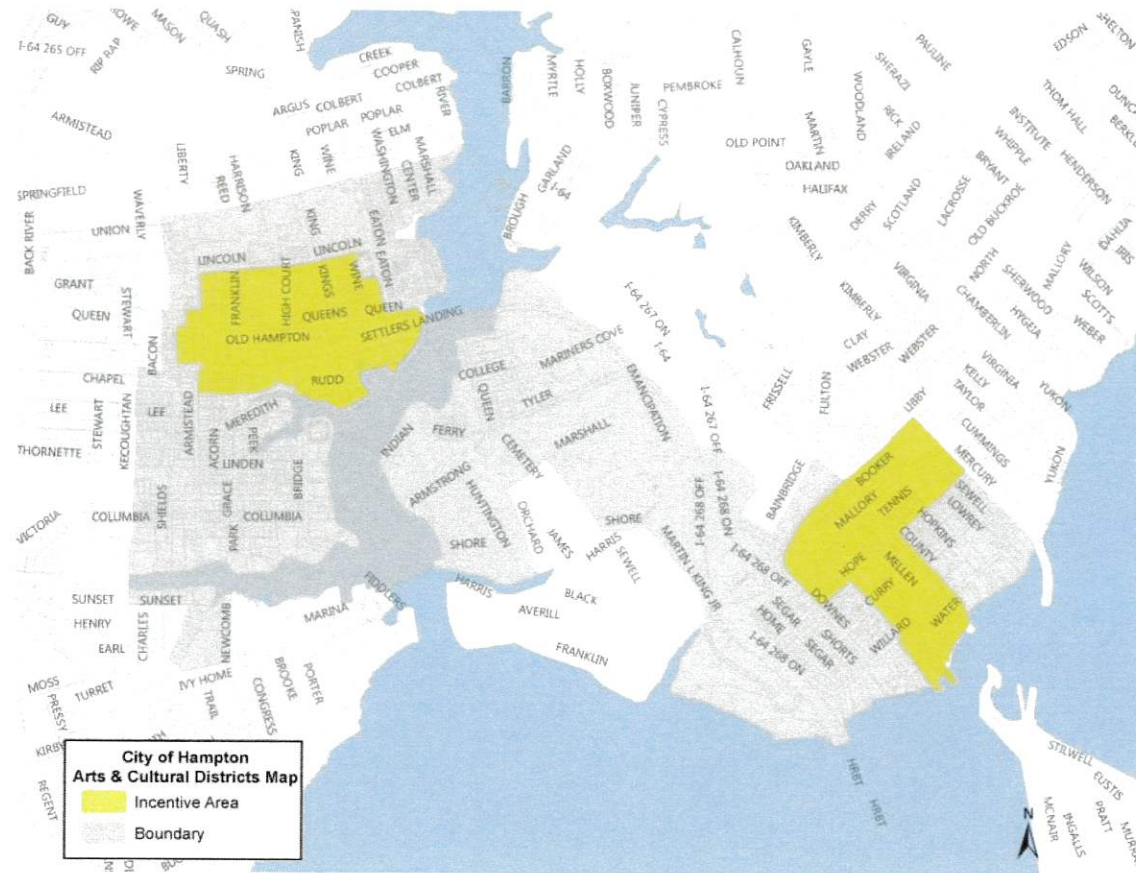 GUY
ROWE
MASON
QUASH
I-64 265 OFF
RIP RAP
SPRING
CREEK
COOPER
COLBERT
RIVER
ARGUS
COLBERT
POPLAR
POPLAR
ELM
ARMISTEAD
LIBERTY
HARRISON
REED
KING
WINE
WASHINGTON
CENTER
MARSHALL
SPRINGFIELD
WAVERLY
BACK RIVER
UNION
KING
EATON
EATON
LINCOLN
LINCOLN
GRANT
FRANKLIN
HIGH COURT
KINGS
WINE
QUEEN
STEWART
QUEENS
QUEEN
OLD HAMPTON
SETTLERS LANDING
BACON
CHAPEL
RUDD
LEE
STEWART
KECOUGHTAN
LEE
ARMISTEAD
MEREDITH
ACORN
PEEK
THORNETTE
LINDEN
BRIDGE
VICTORIA
COLUMBIA
SHIELDS
GRACE
PARK
COLUMBIA
SUNSET
SUNSET
HENRY
EARL
CHARLES
NEWCOMB
MARINA
FIDDLERS
MOSS
PRESSY
TURRET
IVY HOME
TRAIL
CONGRESS
BROOKE
PORTER
KIRBY
REGENT
BARRON
MYRTLE
HOLLY
BOXWOOD
JUNIPER
CYPRESS
PEMBROKE
CALHOUN
GAYLE
WOODLAND
SHERAZI
PAULINE
RICK
IRELAND
OLD POINT
MARTIN
OAKLAND
HALIFAX
BROUGH
GARLAND
I-64
EDSON
SHELTON
THOM HALL
INSTITUTE
WHIPPLE
BRYANT
OLD BUCKROE
HENDERSON
LACROSSE
SCOTLAND
DERRY
KIMBERLY
VIRGINIA
NORTH
SHERWOOD
MALLORY
DAHLIA
IRIS
WILSON
SCOTTS
WEBER
KIMBERLY
CHAMBERLIN
HYGEIA
CLAY
WEBSTER
WEBSTER
VIRGINIA
KELLY
TAYLOR
YUKON
FRISSELL
FULTON
LIBBY
CUMMINGS
MERCURY
YUKON
I-64 267 ON
I-64
COLLEGE
MARINERS COVE
QUEEN
TYLER
EMANCIPATION
INDIAN
FERRY
CEMETERY
MARSHALL
I-64 267 OFF
ARMSTRONG
HUNTINGTON
ORCHARD
SHORE
SHORE
JAMES
HARRIS
SEWELL
MARTIN L KING JR
I-64 268 OFF
I-64 268 ON
BAINBRIDGE
BOOKER
MALLORY
TENNIS
SEWELL
LOWREY
HOPKINS
COUNTY
I-64 268 OFF
HOPE
MELLEN
CURRY
DOWNES
SEGAR
HOME
SHORTS
SEGAR
WILLARD
WATER
I-64 268 ON
HARRIS
BLACK
AVERILL
FRANKLIN
HRBT
HRBT
STILWELL
EUSTIS
PRATT
INGALLS
MCNAIR
N
City of Hampton
Arts & Cultural Districts Map
Incentive Area
Boundary